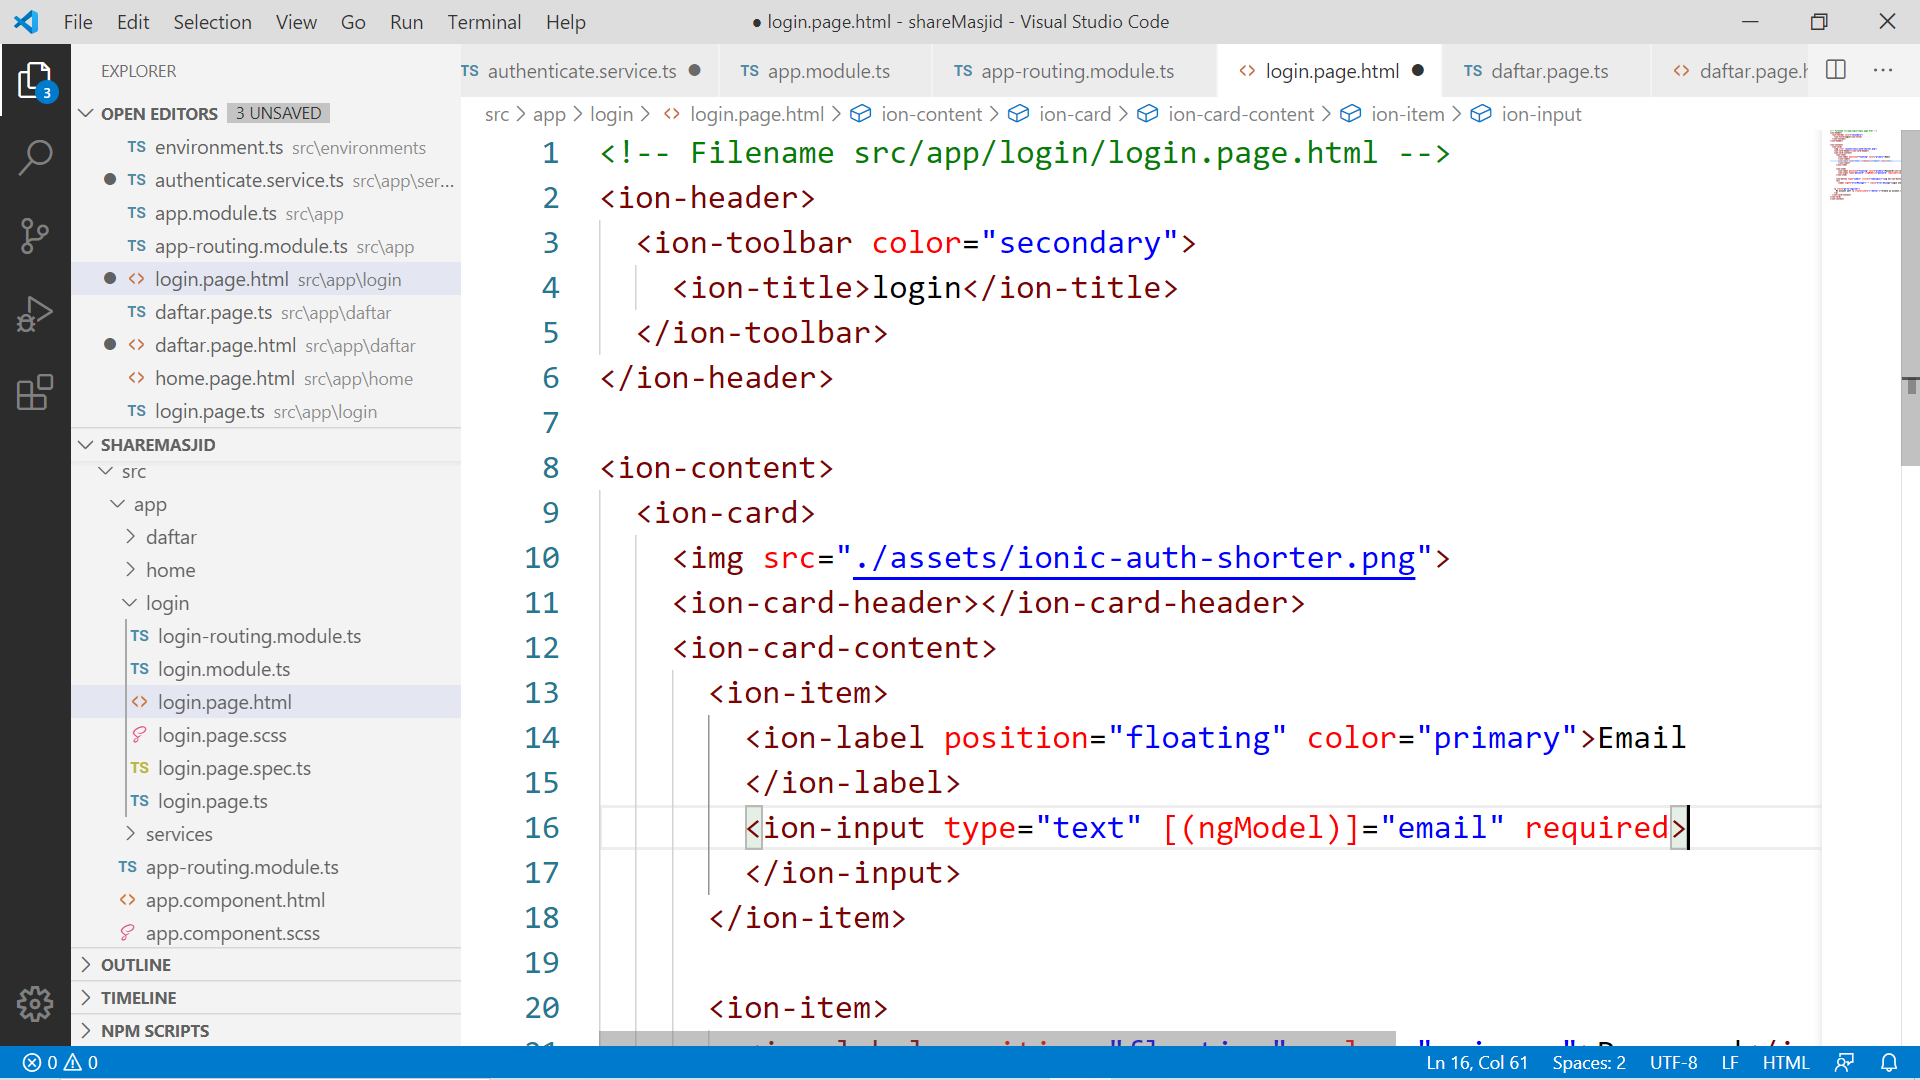 File Edit Selection View Go Run Terminal Help
● login.page.html - shareMasjid - Visual Studio Code
EXPLORER
3
OPEN EDITORS 3 UNSAVED
TS environment.ts src\environments
● TS authenticate.service.ts src\app\ser...
TS app.module.ts src\app
TS app-routing.module.ts src\app
● <> login.page.html src\app\login
TS daftar.page.ts src\app\daftar
● <> daftar.page.html src\app\daftar
<> home.page.html src\app\home
TS login.page.ts src\app\login
SHAREMASJID
src
app
daftar
home
login
TS login-routing.module.ts
TS login.module.ts
<> login.page.html
login.page.scss
TS login.page.spec.ts
TS login.page.ts
services
TS app-routing.module.ts
<> app.component.html
app.component.scss
OUTLINE
TIMELINE
NPM SCRIPTS
TS authenticate.service.ts ● TS app.module.ts TS app-routing.module.ts <> login.page.html ● TS daftar.page.ts <> daftar.page.h
src > app > login > <> login.page.html > ion-content > ion-card > ion-card-content > ion-item > ion-input
1 <!-- Filename src/app/login/login.page.html -->
2 <ion-header>
3 <ion-toolbar color="secondary">
4 <ion-title>login</ion-title>
5 </ion-toolbar>
6 </ion-header>
7
8 <ion-content>
9 <ion-card>
10 <img src="./assets/ionic-auth-shorter.png">
11 <ion-card-header></ion-card-header>
12 <ion-card-content>
13 <ion-item>
14 <ion-label position="floating" color="primary">Email
15 </ion-label>
16 <ion-input type="text" [(ngModel)]="email" required>
17 </ion-input>
18 </ion-item>
19
20 <ion-item>
0 0
Ln 16, Col 61 Spaces: 2 UTF-8 LF HTML